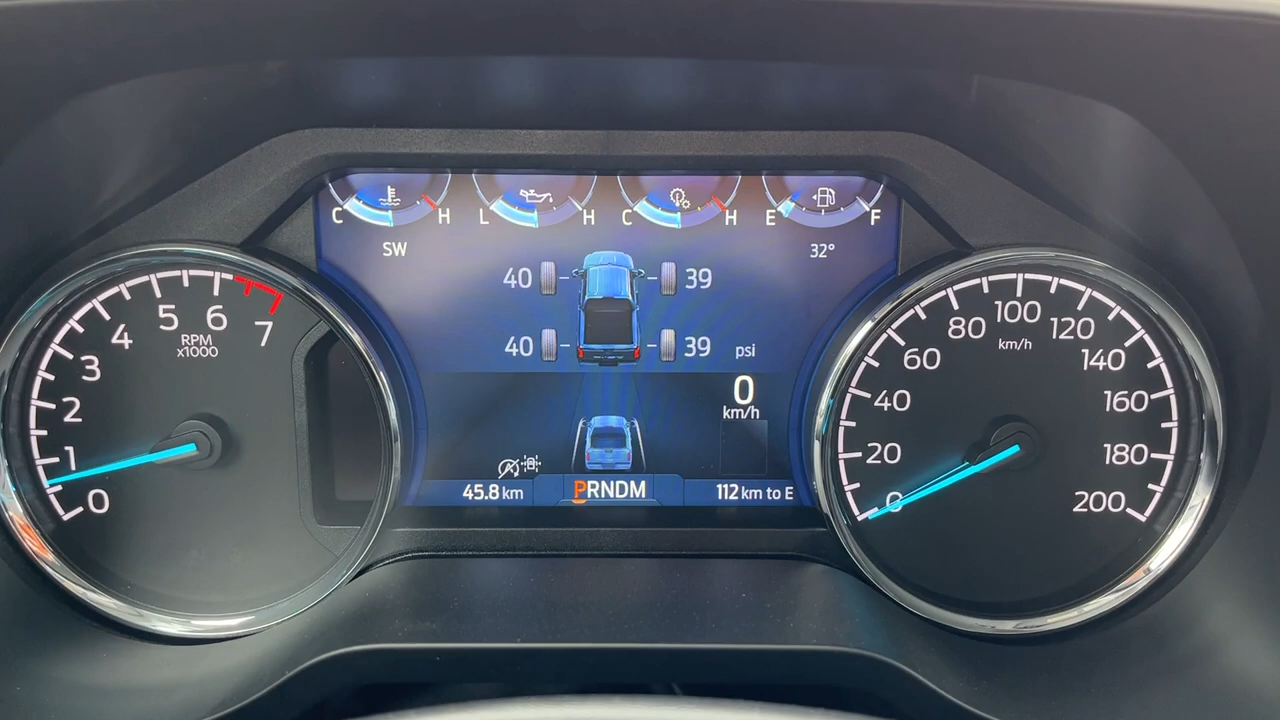 C H L H C H E F
SW 32°
40 39
40 39 psi
0
km/h
45.8 km PRNDM 112 km to E
0 1 2 3 4 5 6 7
RPM
x1000
0 20 40 60 80 100 120 140 160 180 200
km/h